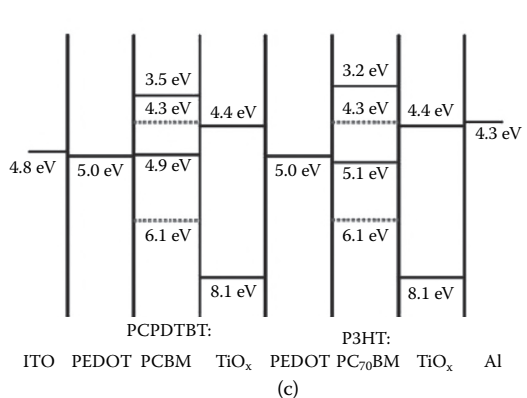 3.5 eV
3.2 eV
4.3 eV
4.4 eV
4.3 eV
4.4 eV
4.3 eV
4.8 eV
5.0 eV
4.9 eV
5.0 eV
5.1 eV
6.1 eV
6.1 eV
8.1 eV
8.1 eV
PCPDTBT:
P3HT:
ITO PEDOT PCBM TiOₓ PEDOT PC₇₀BM TiOₓ Al
(c)